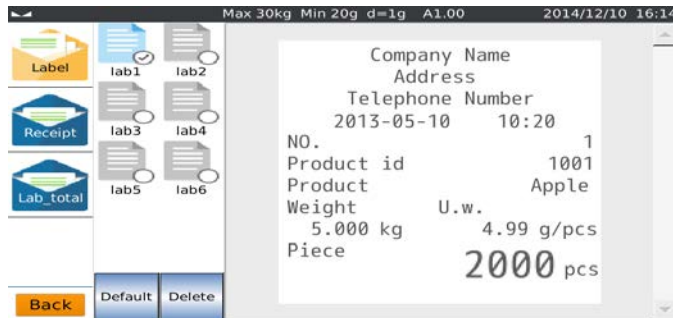 Max 30kg Min 20g d=1g A1.00 2014/12/10 16:14
Label
Receipt
Lab_total
Back
lab1 lab2
lab3 lab4
lab5 lab6
Default Delete
Company Name
Address
Telephone Number
2013-05-10 10:20
NO. 1
Product id 1001
Product Apple
Weight U.w.
5.000 kg 4.99 g/pcs
Piece 2000 pcs